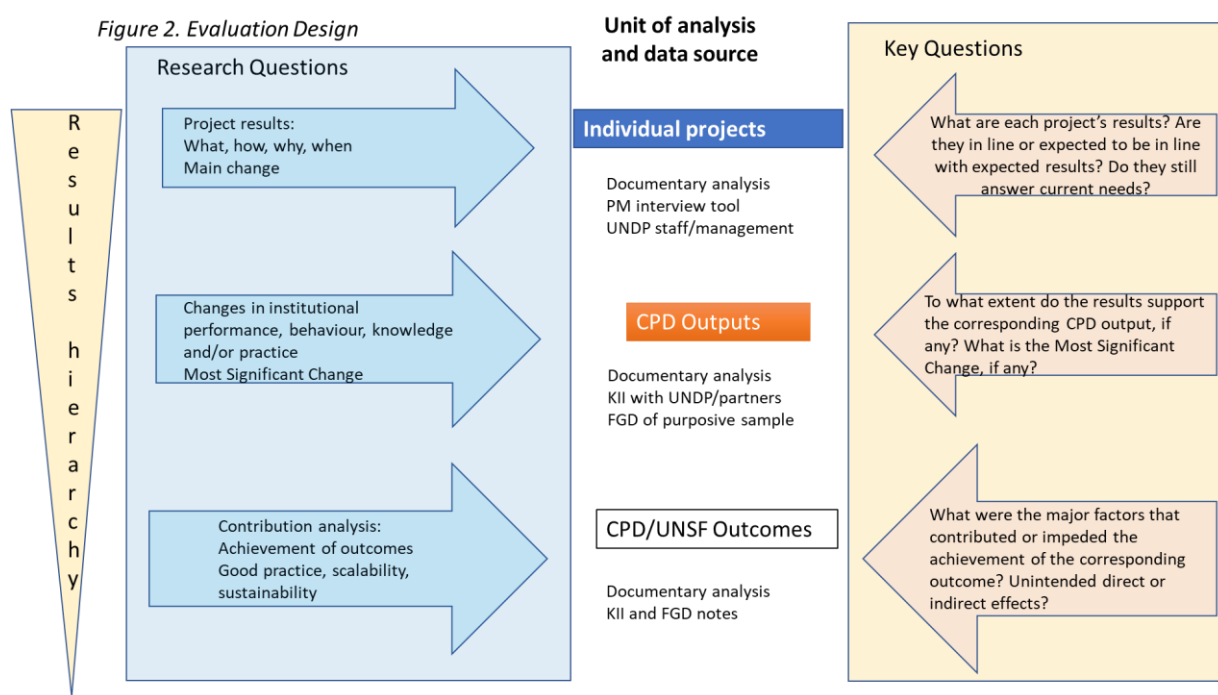 Figure 2. Evaluation Design
Unit of analysis
and data source
Research Questions
Key Questions
Results hierarchy
Project results:
What, how, why, when
Main change
Individual projects
Documentary analysis
PM interview tool
UNDP staff/management
What are each project's results? Are
they in line or expected to be in line
with expected results? Do they still
answer current needs?
Changes in institutional
performance, behaviour, knowledge
and/or practice
Most Significant Change
CPD Outputs
Documentary analysis
KII with UNDP/partners
FGD of purposive sample
To what extent do the results support
the corresponding CPD output, if
any? What is the Most Significant
Change, if any?
Contribution analysis:
Achievement of outcomes
Good practice, scalability,
sustainability
CPD/UNSF Outcomes
Documentary analysis
KII and FGD notes
What were the major factors that
contributed or impeded the
achievement of the corresponding
outcome? Unintended direct or
indirect effects?